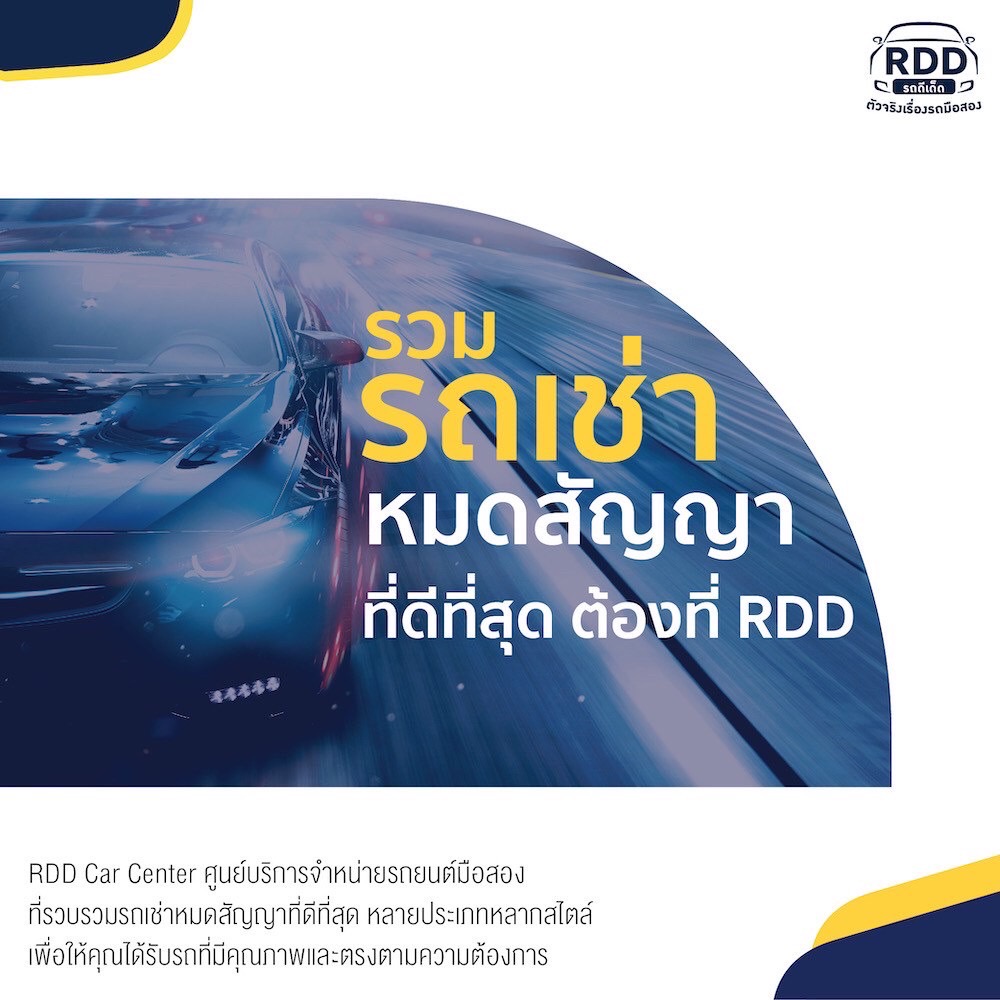 RDD
รถดีเด็ด
ตัวจริงเรื่องรถมือสอง
รวม
รถเช่า
หมดสัญญา
ที่ดีที่สุด ต้องที่ RDD
RDD Car Center ศูนย์บริการจำหน่ายรถยนต์มือสอง
ที่รวบรวมรถเช่าหมดสัญญาที่ดีที่สุด หลายประเภทหลากสไตล์
เพื่อให้คุณได้รับรถที่มีคุณภาพและตรงตามความต้องการ